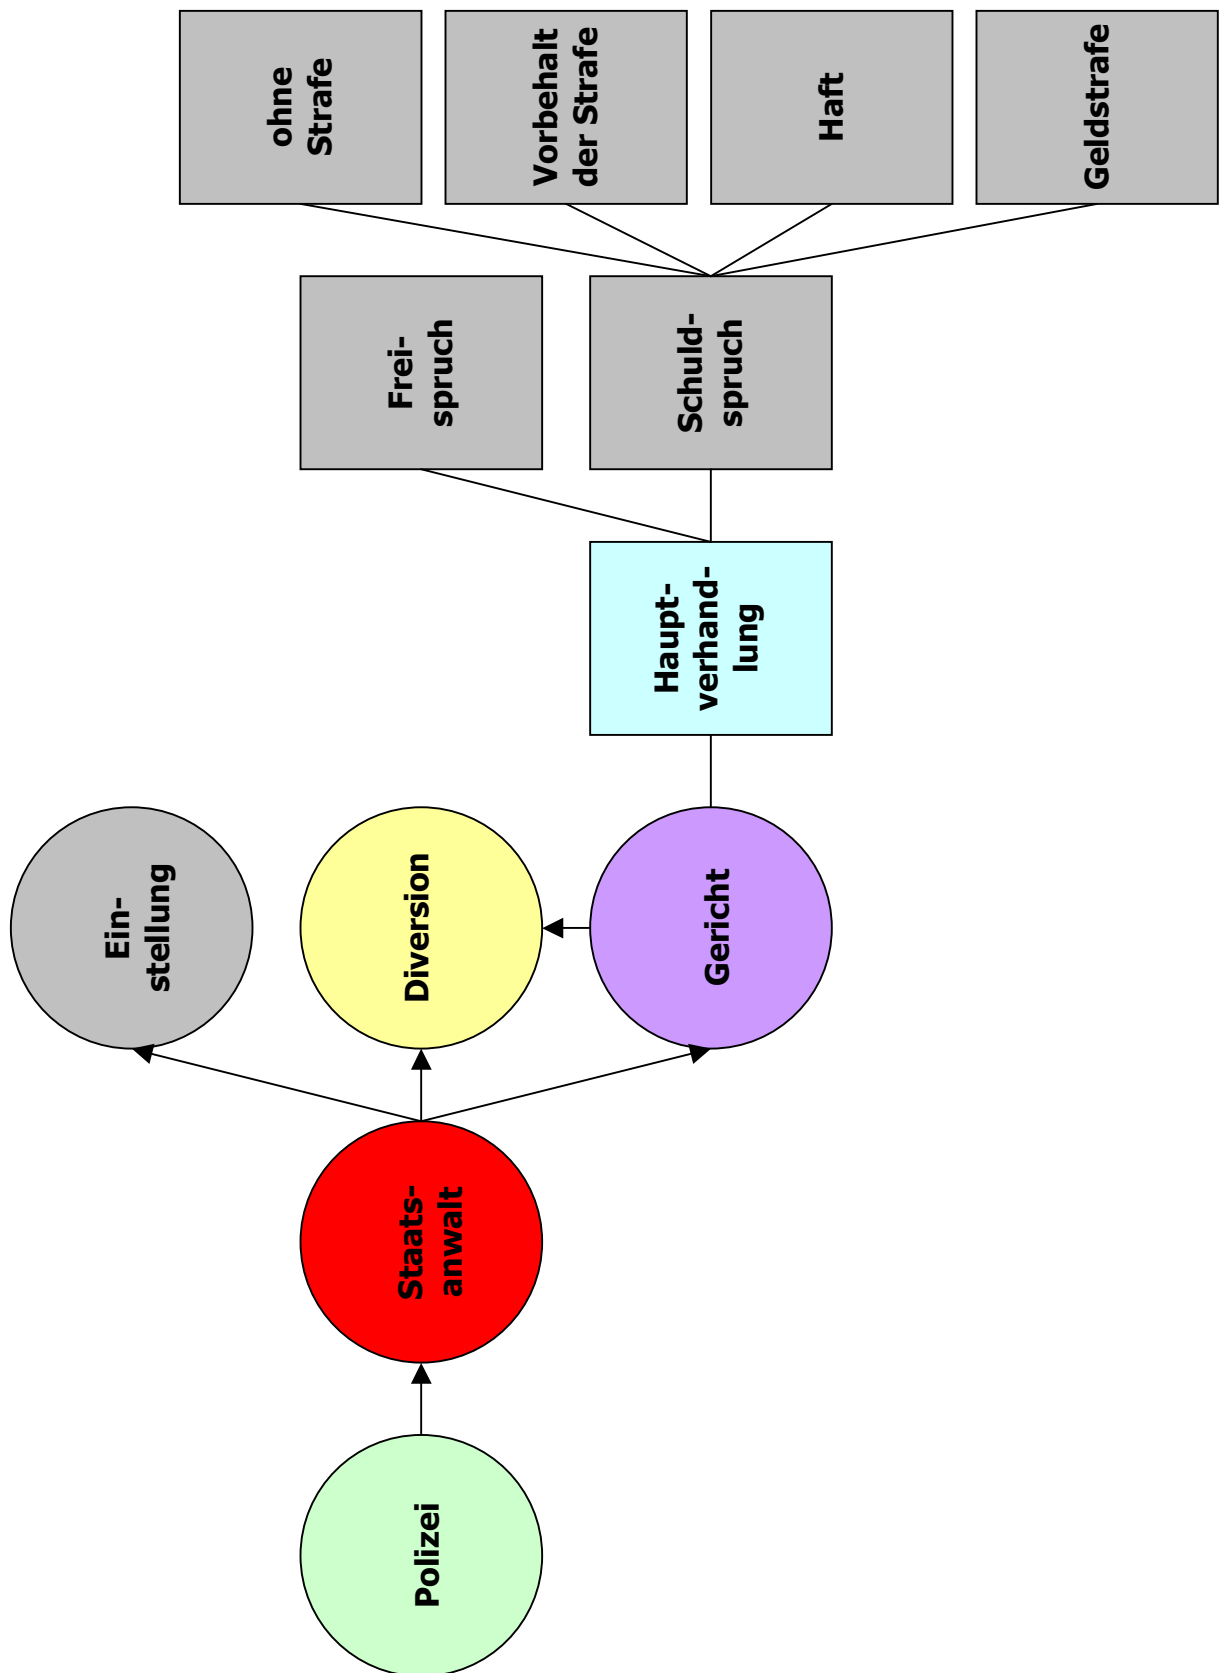 Polizei
Staats-
anwalt
Ein-
stellung
Diversion
Gericht
Haupt-
verhand-
lung
Frei-
spruch
Schuld-
spruch
ohne
Strafe
Vorbehalt
der Strafe
Haft
Geldstrafe